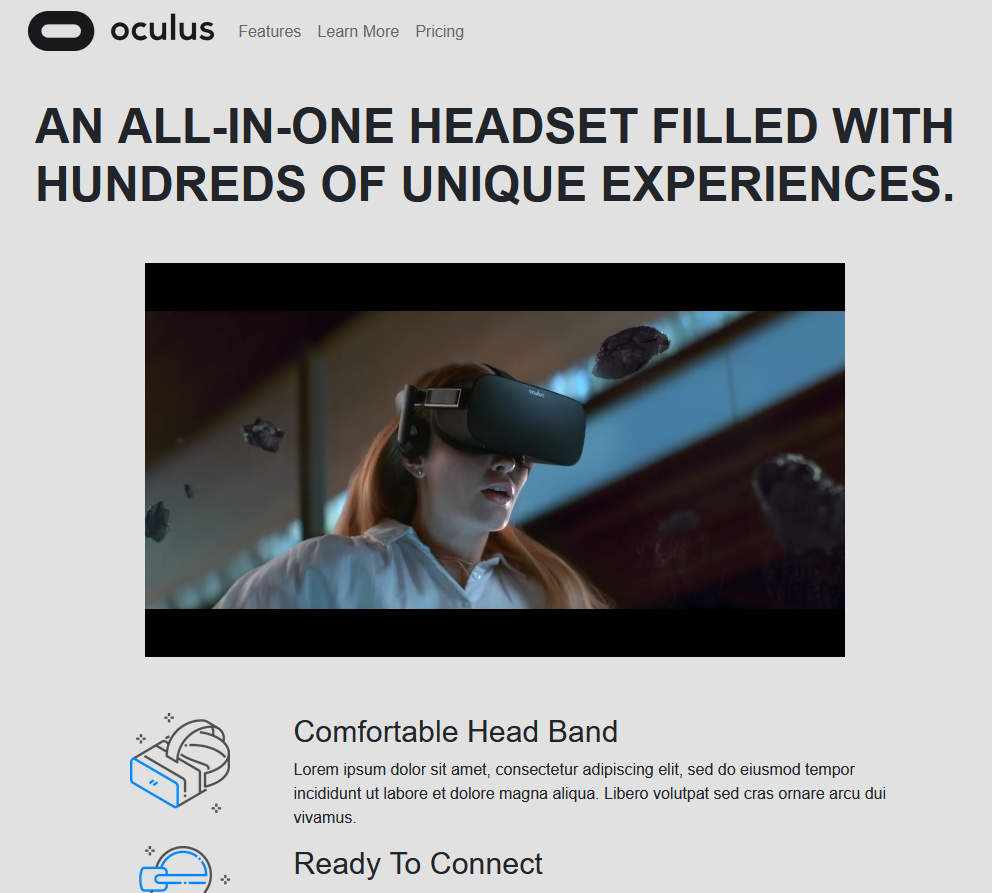 oculus Features Learn More Pricing
AN ALL-IN-ONE HEADSET FILLED WITH
HUNDREDS OF UNIQUE EXPERIENCES.
oculus
Comfortable Head Band
Lorem ipsum dolor sit amet, consectetur adipiscing elit, sed do eiusmod tempor
incididunt ut labore et dolore magna aliqua. Libero volutpat sed cras ornare arcu dui
vivamus.
Ready To Connect